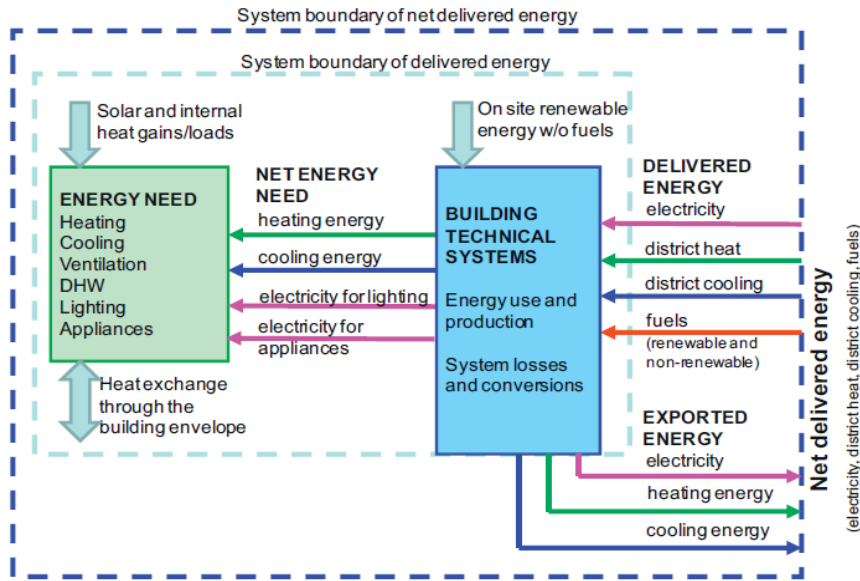 System boundary of net delivered energy
System boundary of delivered energy
Solar and internal
heat gains/loads
On site renewable
energy w/o fuels
ENERGY NEED
Heating
Cooling
Ventilation
DHW
Lighting
Appliances
NET ENERGY
NEED
heating energy
cooling energy
electricity for lighting
electricity for
appliances
BUILDING
TECHNICAL
SYSTEMS
Energy use and
production
System losses
and conversions
DELIVERED
ENERGY
electricity
district heat
district cooling
fuels
(renewable and
non-renewable)
Heat exchange
through the
building envelope
EXPORTED
ENERGY
electricity
heating energy
cooling energy
Net delivered energy
(electricity, district heat, district cooling, fuels)